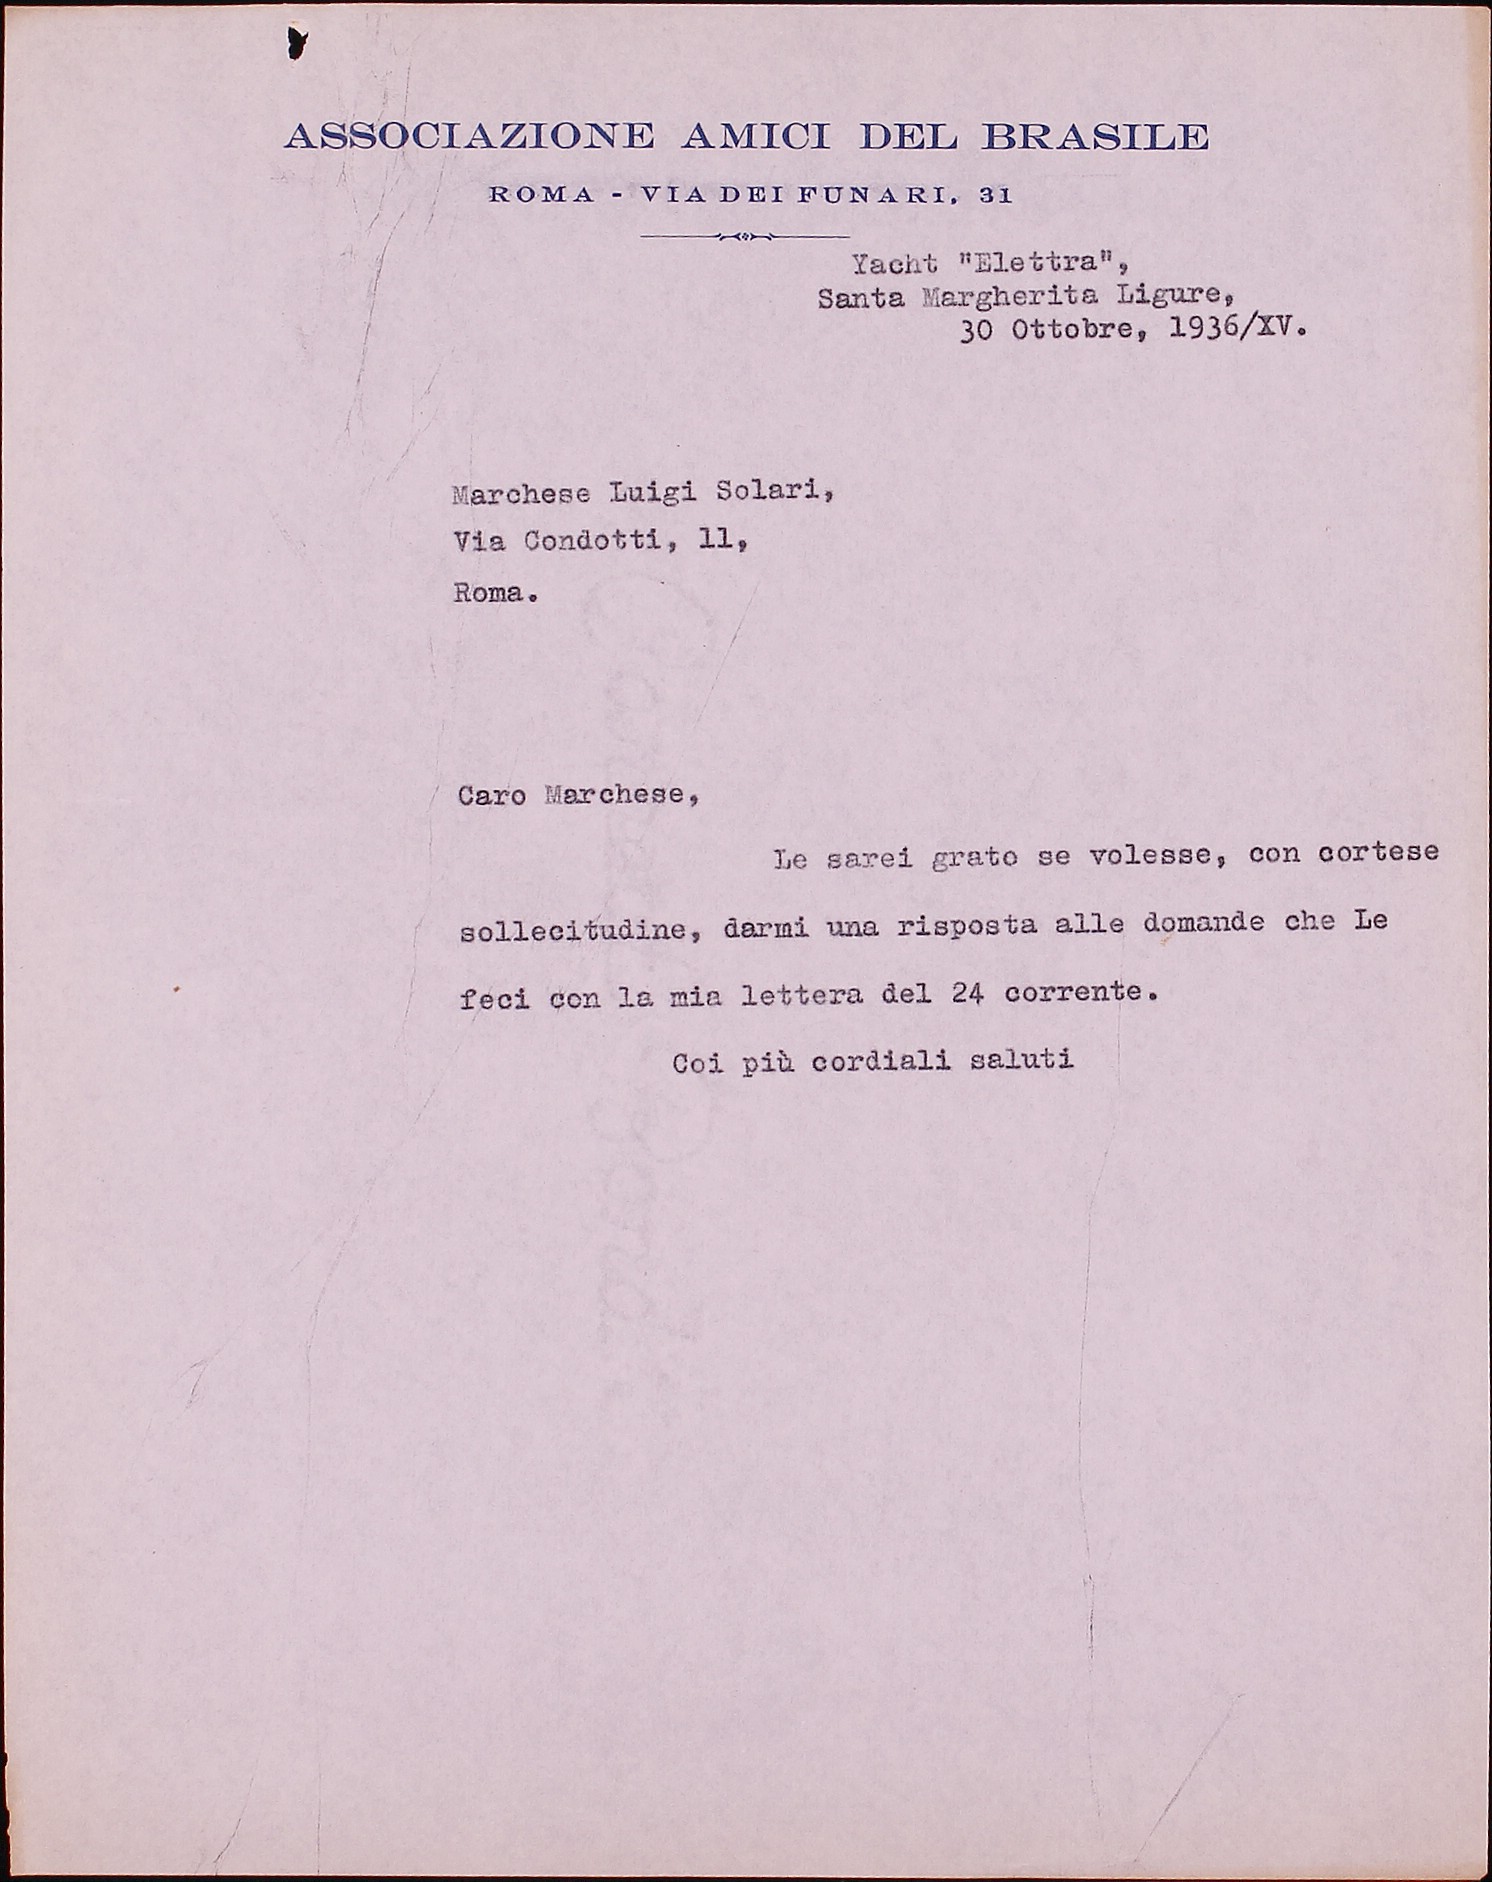 ASSOCIAZIONE AMICI DEL BRASILE
ROMA - VIA DEI FUNARI, 31
Yacht "Elettra",
Santa Margherita Ligure,
30 Ottobre, 1936/XV.
Marchese Luigi Solari,
Via Condotti, 11,
Roma.
Caro Marchese,
Le sarei grato se volesse, con cortese
sollecitudine, darmi una risposta alle domande che Le
feci con la mia lettera del 24 corrente.
Coi più cordiali saluti